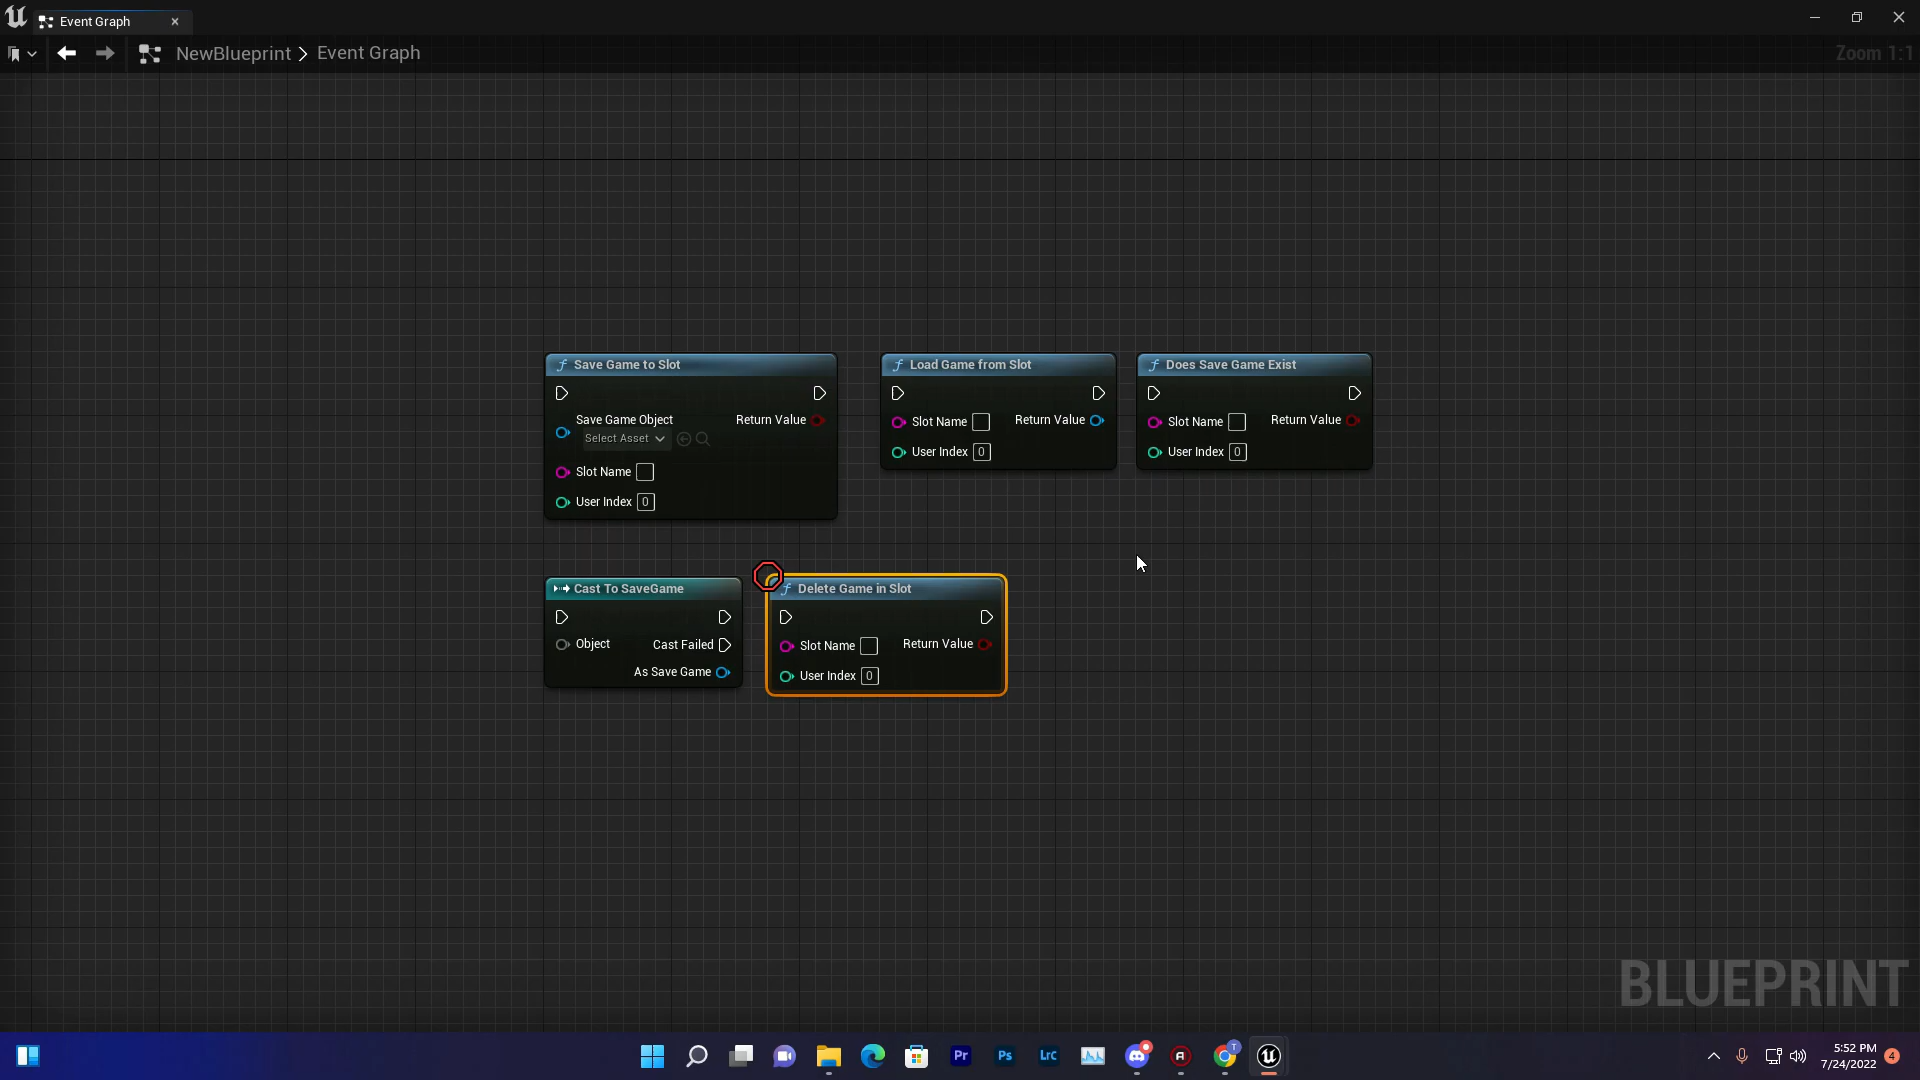 Event Graph
NewBlueprint > Event Graph
Zoom 1:1
Save Game to Slot
Save Game Object
Select Asset
Return Value
Slot Name
User Index 0
Load Game from Slot
Slot Name
Return Value
User Index 0
Does Save Game Exist
Slot Name
Return Value
User Index 0
Cast To SaveGame
Object
Cast Failed
As Save Game
Delete Game in Slot
Slot Name
Return Value
User Index 0
BLUEPRINT
Pr
Ps
LrC
T
5:52 PM
7/24/2022
4